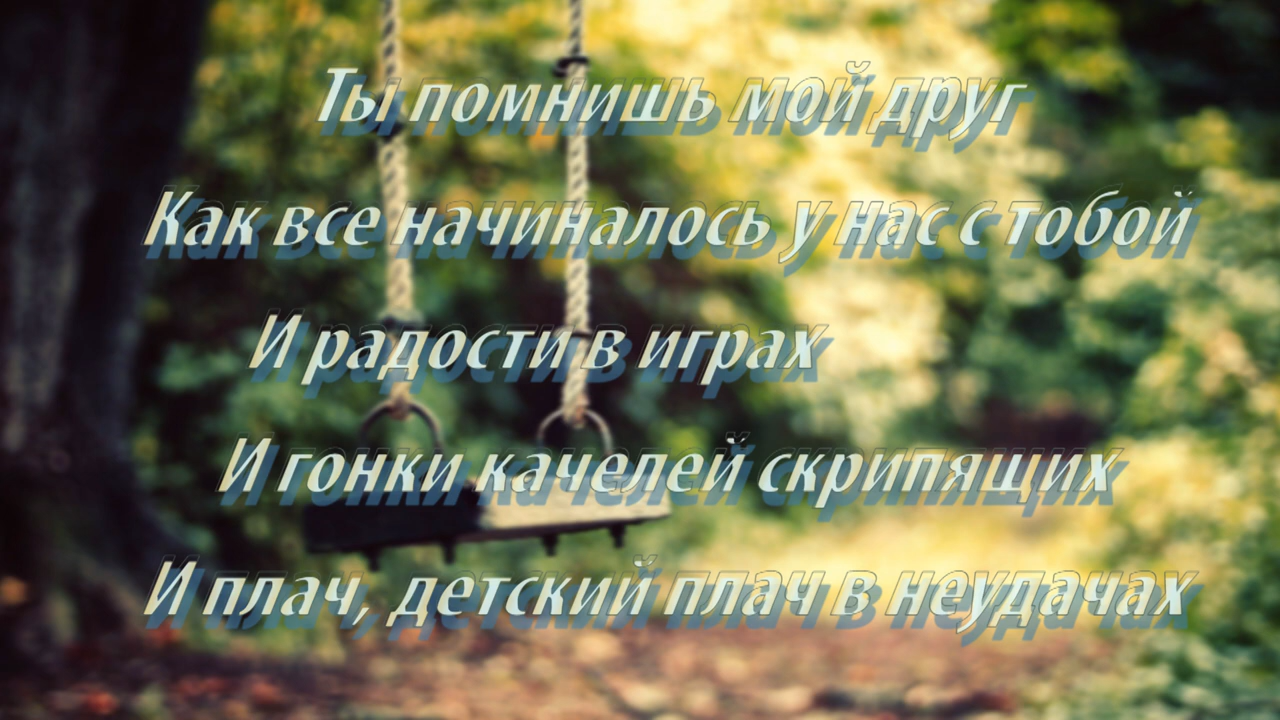 Ты помнишь мой друг
Как все начиналось у нас с тобой
И радости в играх
И гонки качелей скрипящих
И плач, детский плач в неудачах